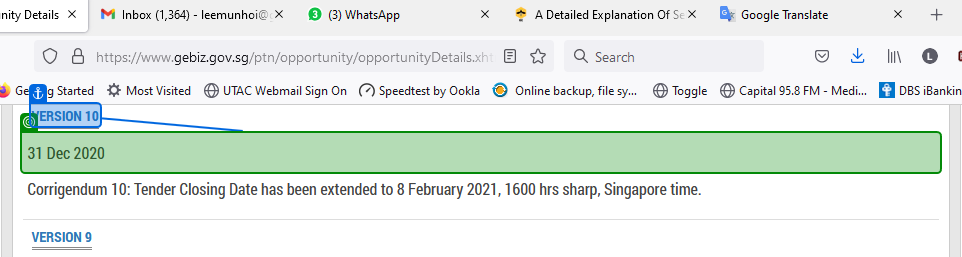 nity Details
Inbox (1,364) - leemunhoi@
(3) WhatsApp
A Detailed Explanation Of Se
Google Translate
https://www.gebiz.gov.sg/ptn/opportunity/opportunityDetails.xht
Search
L
Getting Started
Most Visited
UTAC Webmail Sign On
Speedtest by Ookla
Online backup, file sy...
Toggle
Capital 95.8 FM - Medi...
DBS iBanking
VERSION 10
31 Dec 2020
Corrigendum 10: Tender Closing Date has been extended to 8 February 2021, 1600 hrs sharp, Singapore time.
VERSION 9